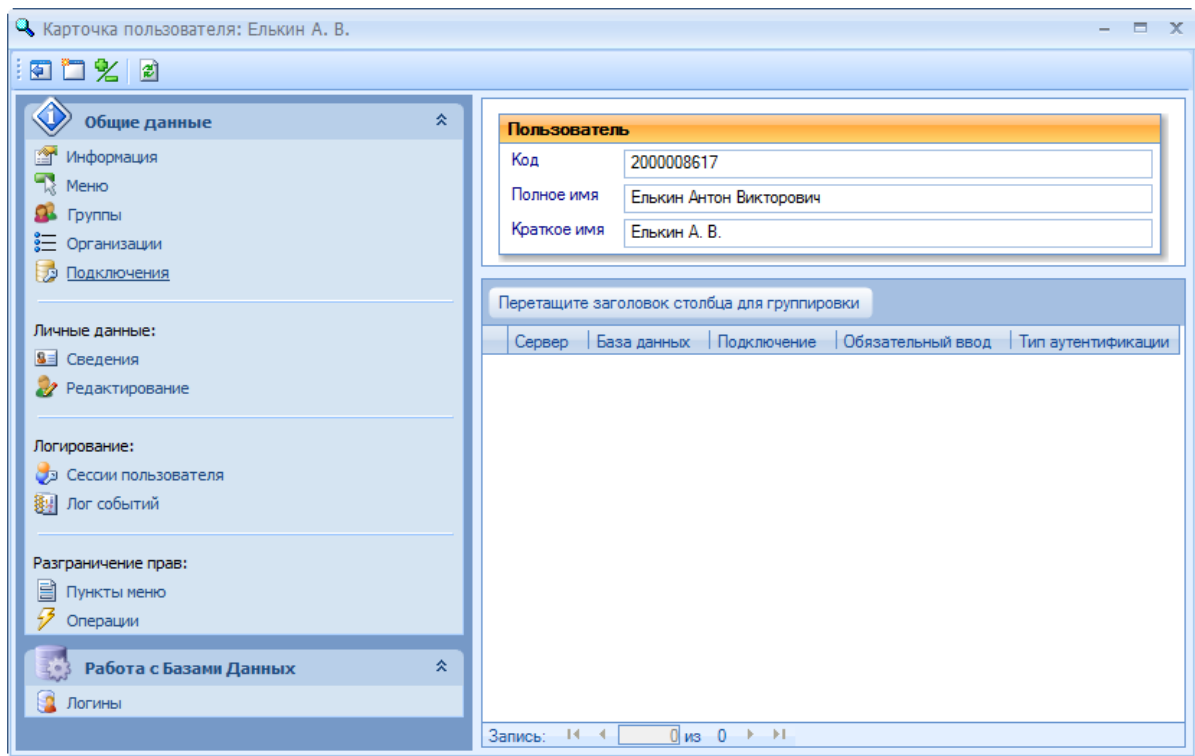 Карточка пользователя: Елькин А. В.
Общие данные
Информация
Меню
Группы
Организации
Подключения
Личные данные:
Сведения
Редактирование
Логирование:
Сессии пользователя
Лог событий
Разграничение прав:
Пункты меню
Операции
Работа с Базами Данных
Логины
Пользователь
Код 2000008617
Полное имя Елькин Антон Викторович
Краткое имя Елькин А. В.
Перетащите заголовок столбца для группировки
Сервер База данных Подключение Обязательный ввод Тип аутентификации
Запись: 0 из 0